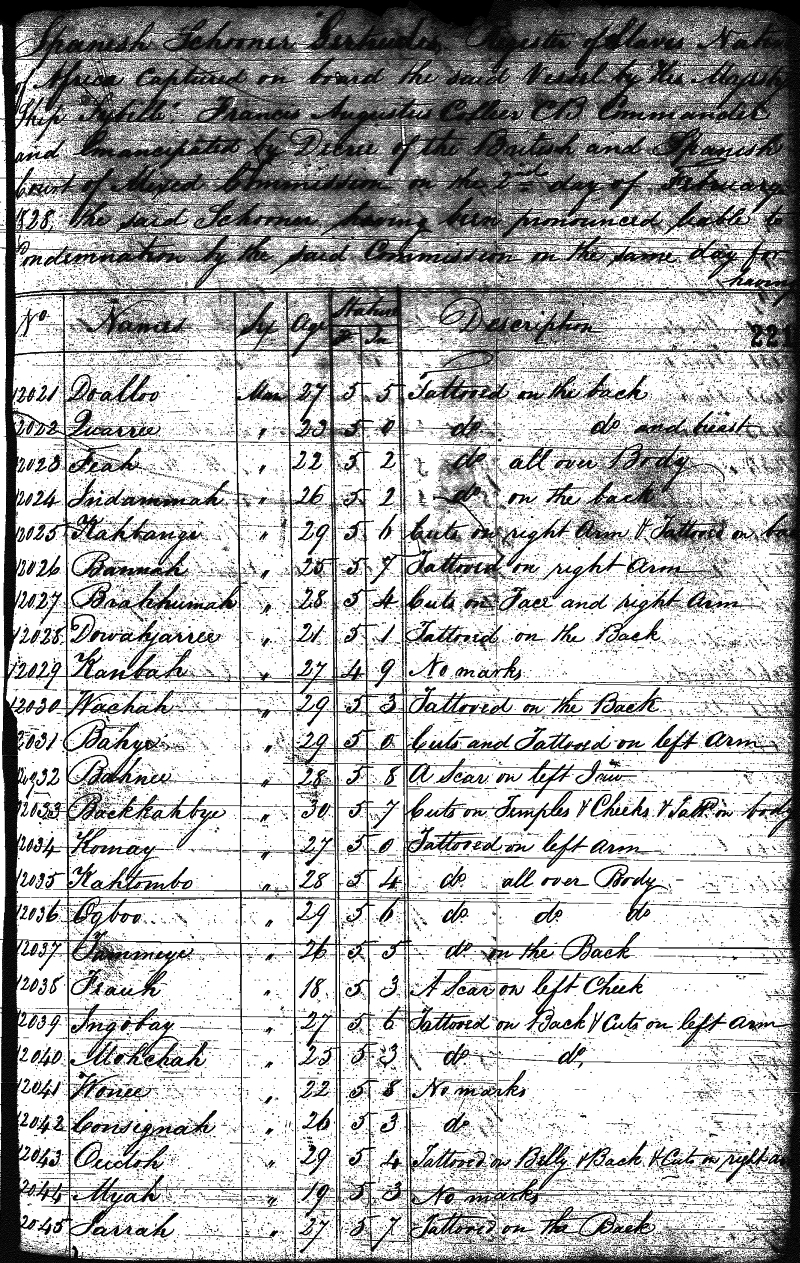 Spanish Schooner Gertrudes, Register of Slaves Natives
of Africa captured on board the said Vessel by His Majesty
Ship "Sybille" Francis Augustus Collier CB. Commander
and Emancipated by Decree of the British and Spanish
Court of Mixed Commission on the 2nd day of February
1828, the said Schooner having been pronounced liable to
Condemnation by the said Commission on the same day for
having
No. Names Sex Age Stature Description
Ft In
221
12021 Doalloo Man 27 5 5 Tattooed on the back
12022 Quarree " 23 5 0 do do and breast
12023 Feah " 22 5 2 do all over Body
12024 Indammah " 26 5 2 do on the back
12025 Kahbange " 29 5 6 Cuts on right Arm & Tattooed on
12026 Bannah " 25 5 7 Tattooed on right Arm
12027 Brahhumah " 28 5 4 Cuts on Face and right Arm
12028 Dowahjarree " 21 5 1 Tattooed on the Back
12029 Kanbah " 27 4 9 No marks
12030 Wachah " 29 5 3 Tattooed on the Back
12031 Bahye " 29 5 0 Cuts and Tattooed on left Arm
12032 Bahnee " 28 5 8 A Scar on left Jaw
12033 Backkahbye " 30 5 7 Cuts on Temples & Cheeks & Tattd. on body
12034 Komay " 27 5 0 Tattooed on left arm
12035 Kahtombo " 28 5 4 do all over Body
12036 Ogboo " 29 5 6 do do do
12037 Tammeye " 26 5 5 do on the Back
12038 Isauh " 18 5 3 A Scar on left Cheek
12039 Ingobay " 27 5 6 Tattooed on Back & Cuts on left arm
12040 Mohchah " 25 5 3 do do,
12041 Wonee " 22 5 8 No marks
12042 Consignah " 26 5 3 do
12043 Oudoh " 29 5 4 Tattooed on Belly & Back & Cuts on right
12044 Myah " 19 5 3 No marks
12045 Sarrah " 27 5 7 Tattooed on the Back